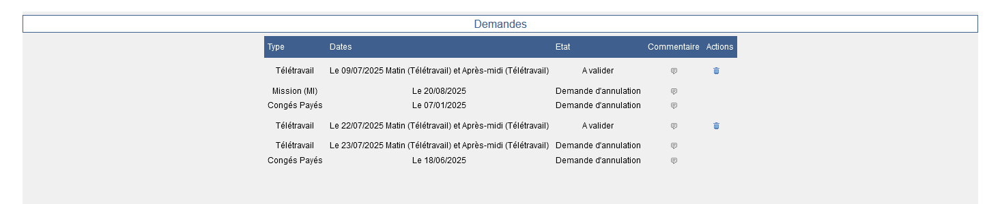 Demandes
Type Dates Etat Commentaire Actions
Télétravail Le 09/07/2025 Matin (Télétravail) et Après-midi (Télétravail) A valider
Mission (MI) Le 20/08/2025 Demande d'annulation
Congés Payés Le 07/01/2025 Demande d'annulation
Télétravail Le 22/07/2025 Matin (Télétravail) et Après-midi (Télétravail) A valider
Télétravail Le 23/07/2025 Matin (Télétravail) et Après-midi (Télétravail) Demande d'annulation
Congés Payés Le 18/06/2025 Demande d'annulation